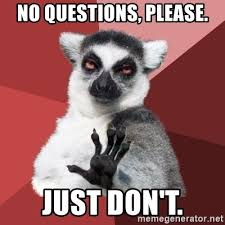 NO QUESTIONS, PLEASE.
JUST DON'T.
memegenerator.net